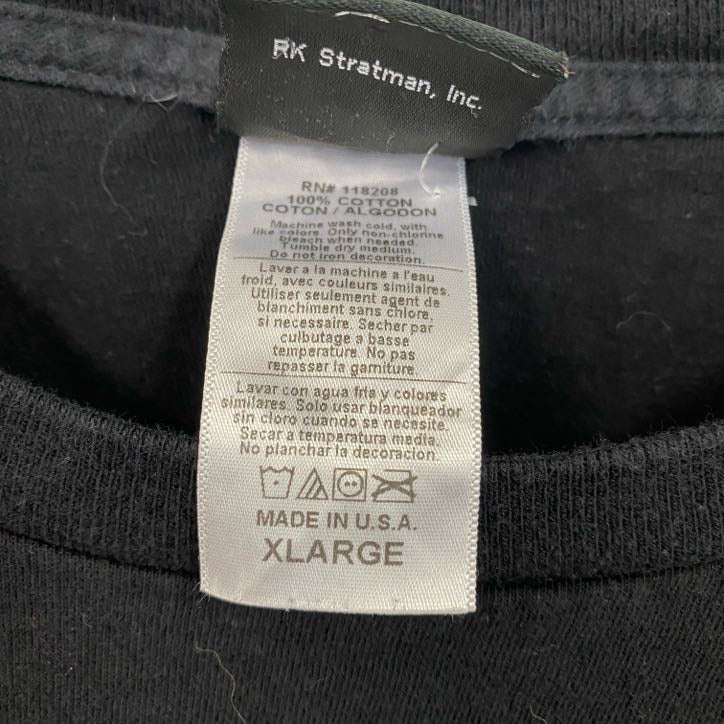 RK Stratman, Inc.
RN# 118208
100% COTTON
COTON / ALGODON
Machine wash cold, with
like colors. Only non-chlorine
bleach when needed.
Tumble dry medium.
Do not iron decoration.
Laver a la machine a l'eau
froid, avec couleurs similaires.
Utiliser seulement agent de
blanchiment sans chlore,
si necessaire. Secher par
culbutage a basse
temperature. No pas
repasser la garniture
Lavar con agua fria y colores
similares. Solo usar blanqueador
sin cloro cuando se necesite.
Secar a temperatura media.
No planchar la decoracion.
MADE IN U.S.A.
XLARGE